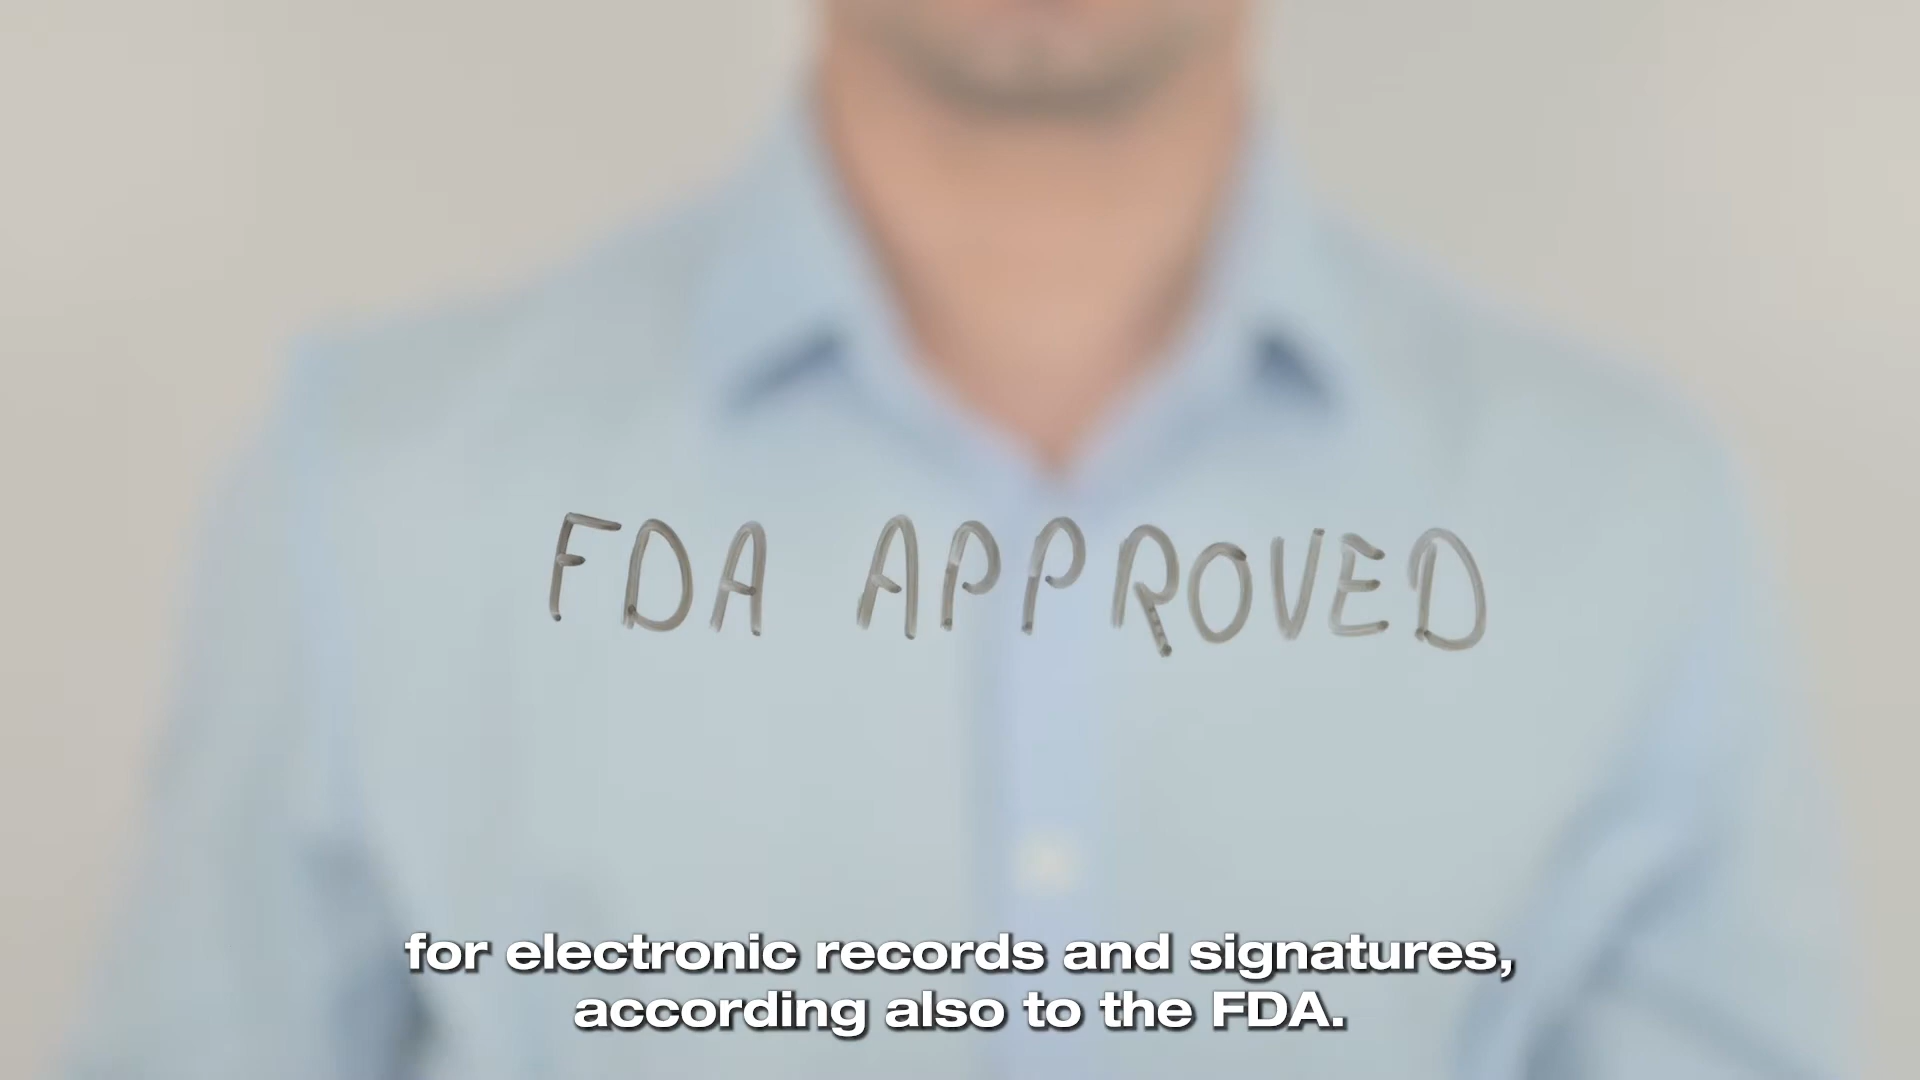 FDA APPROVED
for electronic records and signatures,
according also to the FDA.